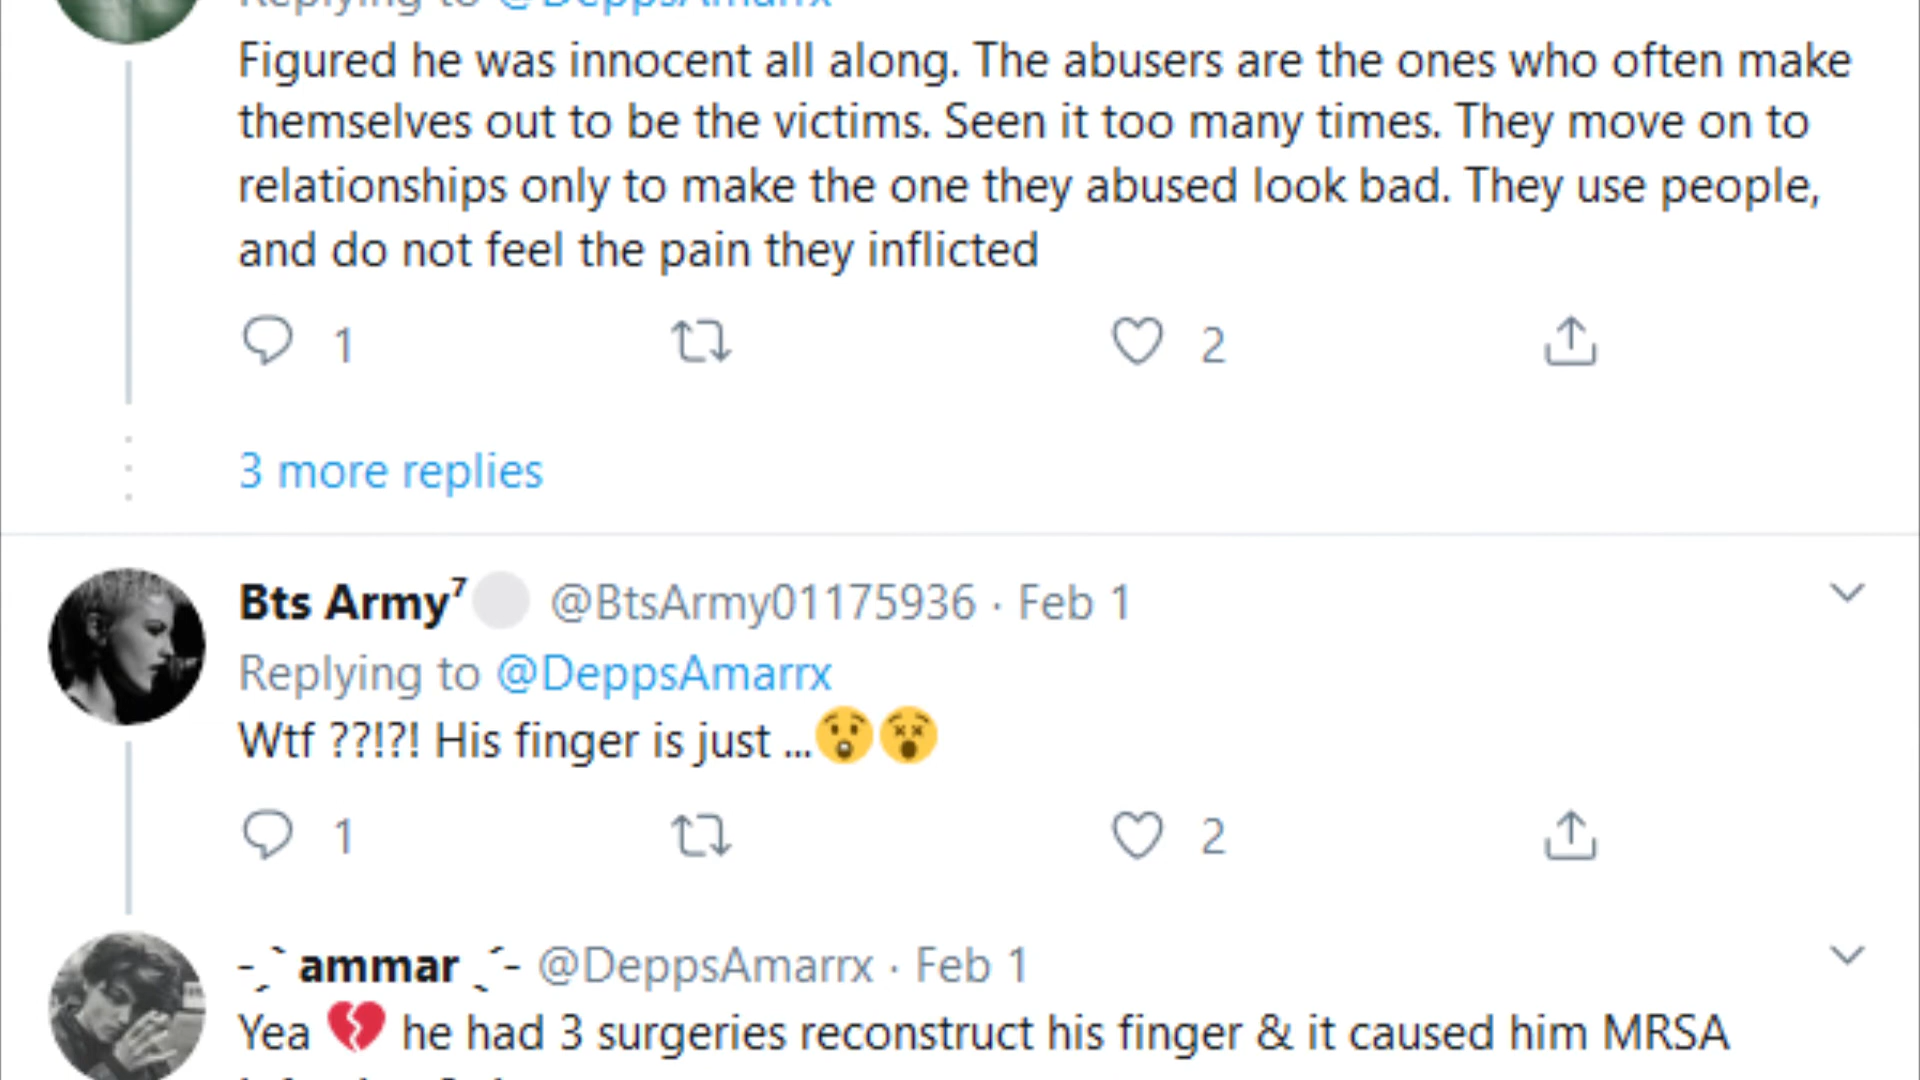 Replying to @DeppsAmarrx
Figured he was innocent all along. The abusers are the ones who often make
themselves out to be the victims. Seen it too many times. They move on to
relationships only to make the one they abused look bad. They use people,
and do not feel the pain they inflicted
1 2
3 more replies
Bts Army⁷ @BtsArmy01175936 · Feb 1
Replying to @DeppsAmarrx
Wtf ??!?! His finger is just ...😲😵
1 2
-ˏˋ ammar ˎˊ- @DeppsAmarrx · Feb 1
Yea 💔 he had 3 surgeries reconstruct his finger & it caused him MRSA